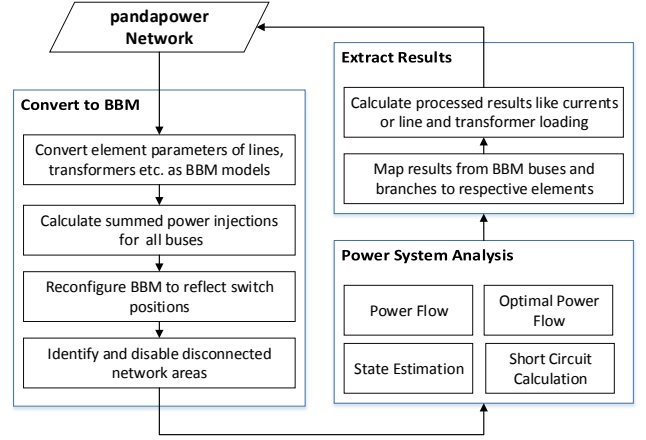 pandapower
Network
Convert to BBM
Convert element parameters of lines,
transformers etc. as BBM models
Calculate summed power injections
for all buses
Reconfigure BBM to reflect switch
positions
Identify and disable disconnected
network areas
Extract Results
Calculate processed results like currents
or line and transformer loading
Map results from BBM buses and
branches to respective elements
Power System Analysis
Power Flow
Optimal Power
Flow
State Estimation
Short Circuit
Calculation